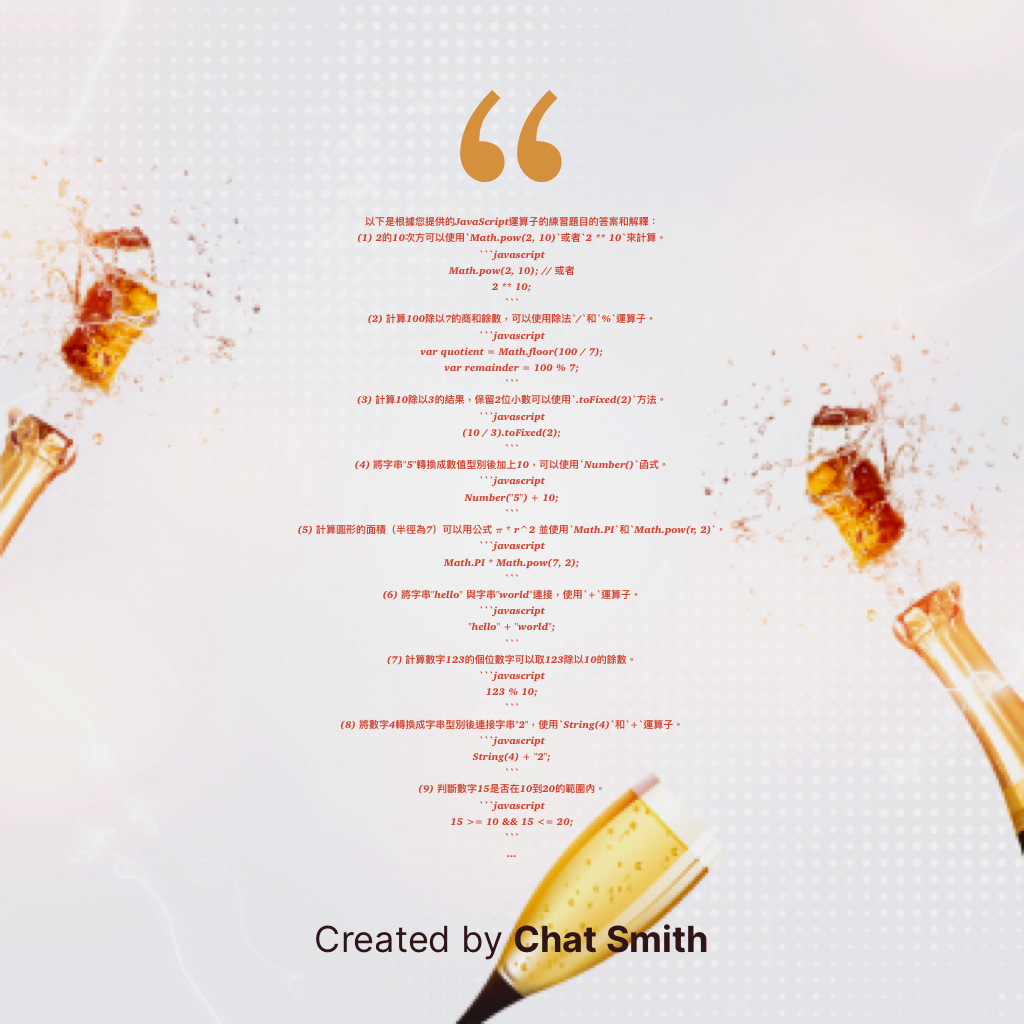 “
以下是根據您提供的JavaScript運算子的練習題目的答案和解釋：
(1) 2的10次方可以使用`Math.pow(2, 10)`或者`2 ** 10`來計算。
```javascript
Math.pow(2, 10); // 或者
2 ** 10;
```
(2) 計算100除以7的商和餘數，可以使用除法`/`和`%`運算子。
```javascript
var quotient = Math.floor(100 / 7);
var remainder = 100 % 7;
```
(3) 計算10除以3的結果，保留2位小數可以使用`.toFixed(2)`方法。
```javascript
(10 / 3).toFixed(2);
```
(4) 將字串"5"轉換成數值型別後加上10，可以使用`Number()`函式。
```javascript
Number("5") + 10;
```
(5) 計算圓形的面積（半徑為7）可以用公式 π * r^2 並使用`Math.PI`和`Math.pow(r, 2)`。
```javascript
Math.PI * Math.pow(7, 2);
```
(6) 將字串"hello" 與字串"world"連接，使用`+`運算子。
```javascript
"hello" + "world";
```
(7) 計算數字123的個位數字可以取123除以10的餘數。
```javascript
123 % 10;
```
(8) 將數字4轉換成字串型別後連接字串"2"，使用`String(4)`和`+`運算子。
```javascript
String(4) + "2";
```
(9) 判斷數字15是否在10到20的範圍內。
```javascript
15 >= 10 && 15 <= 20;
```
...
Created by Chat Smith